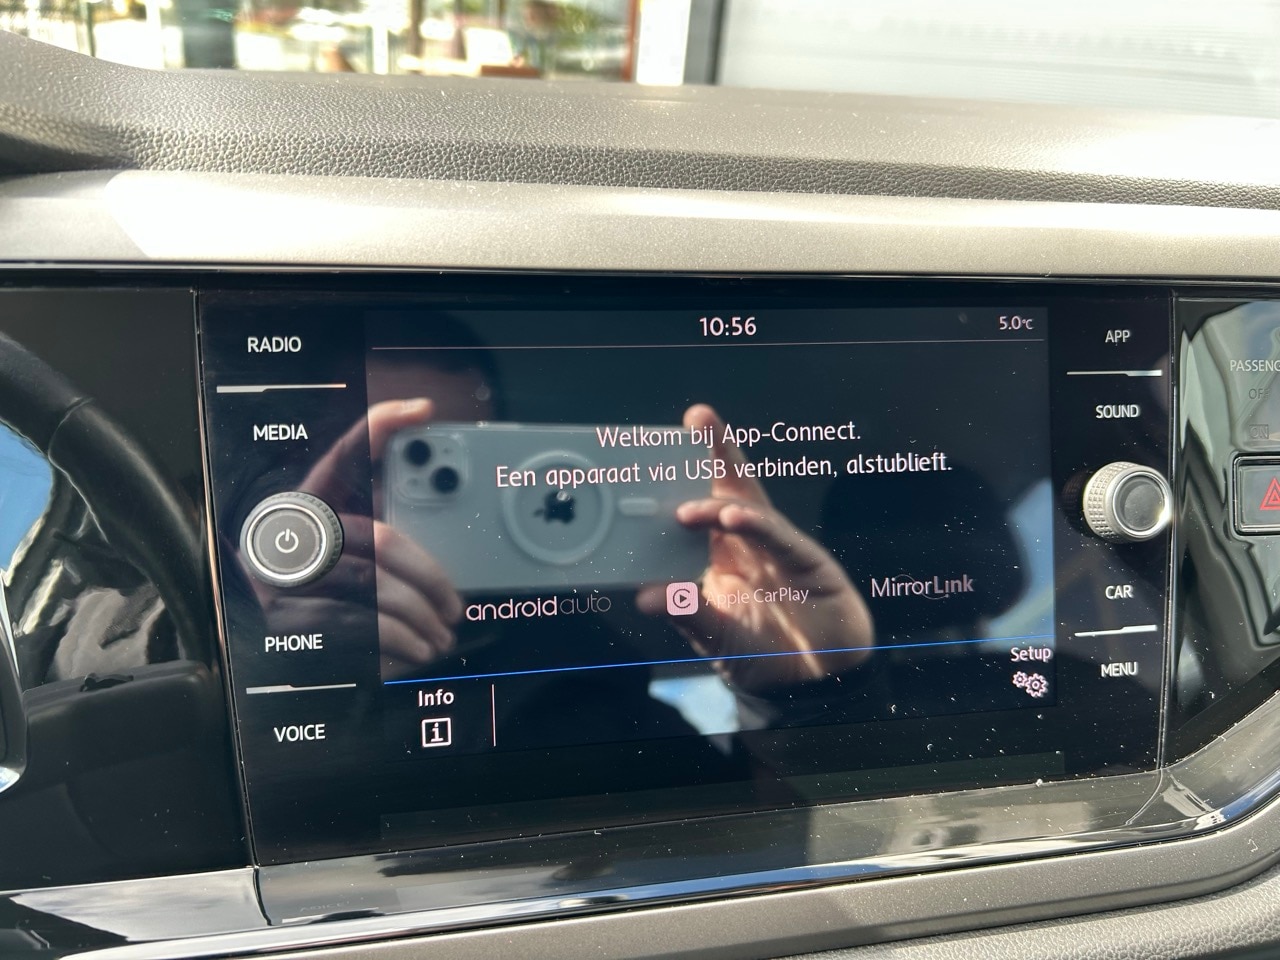 10:56
5.0°C
RADIO
MEDIA
PHONE
VOICE
Welkom bij App-Connect.
Een apparaat via USB verbinden, alstublieft.
androidauto
Apple CarPlay
MirrorLink
Info
Setup
APP
SOUND
CAR
MENU